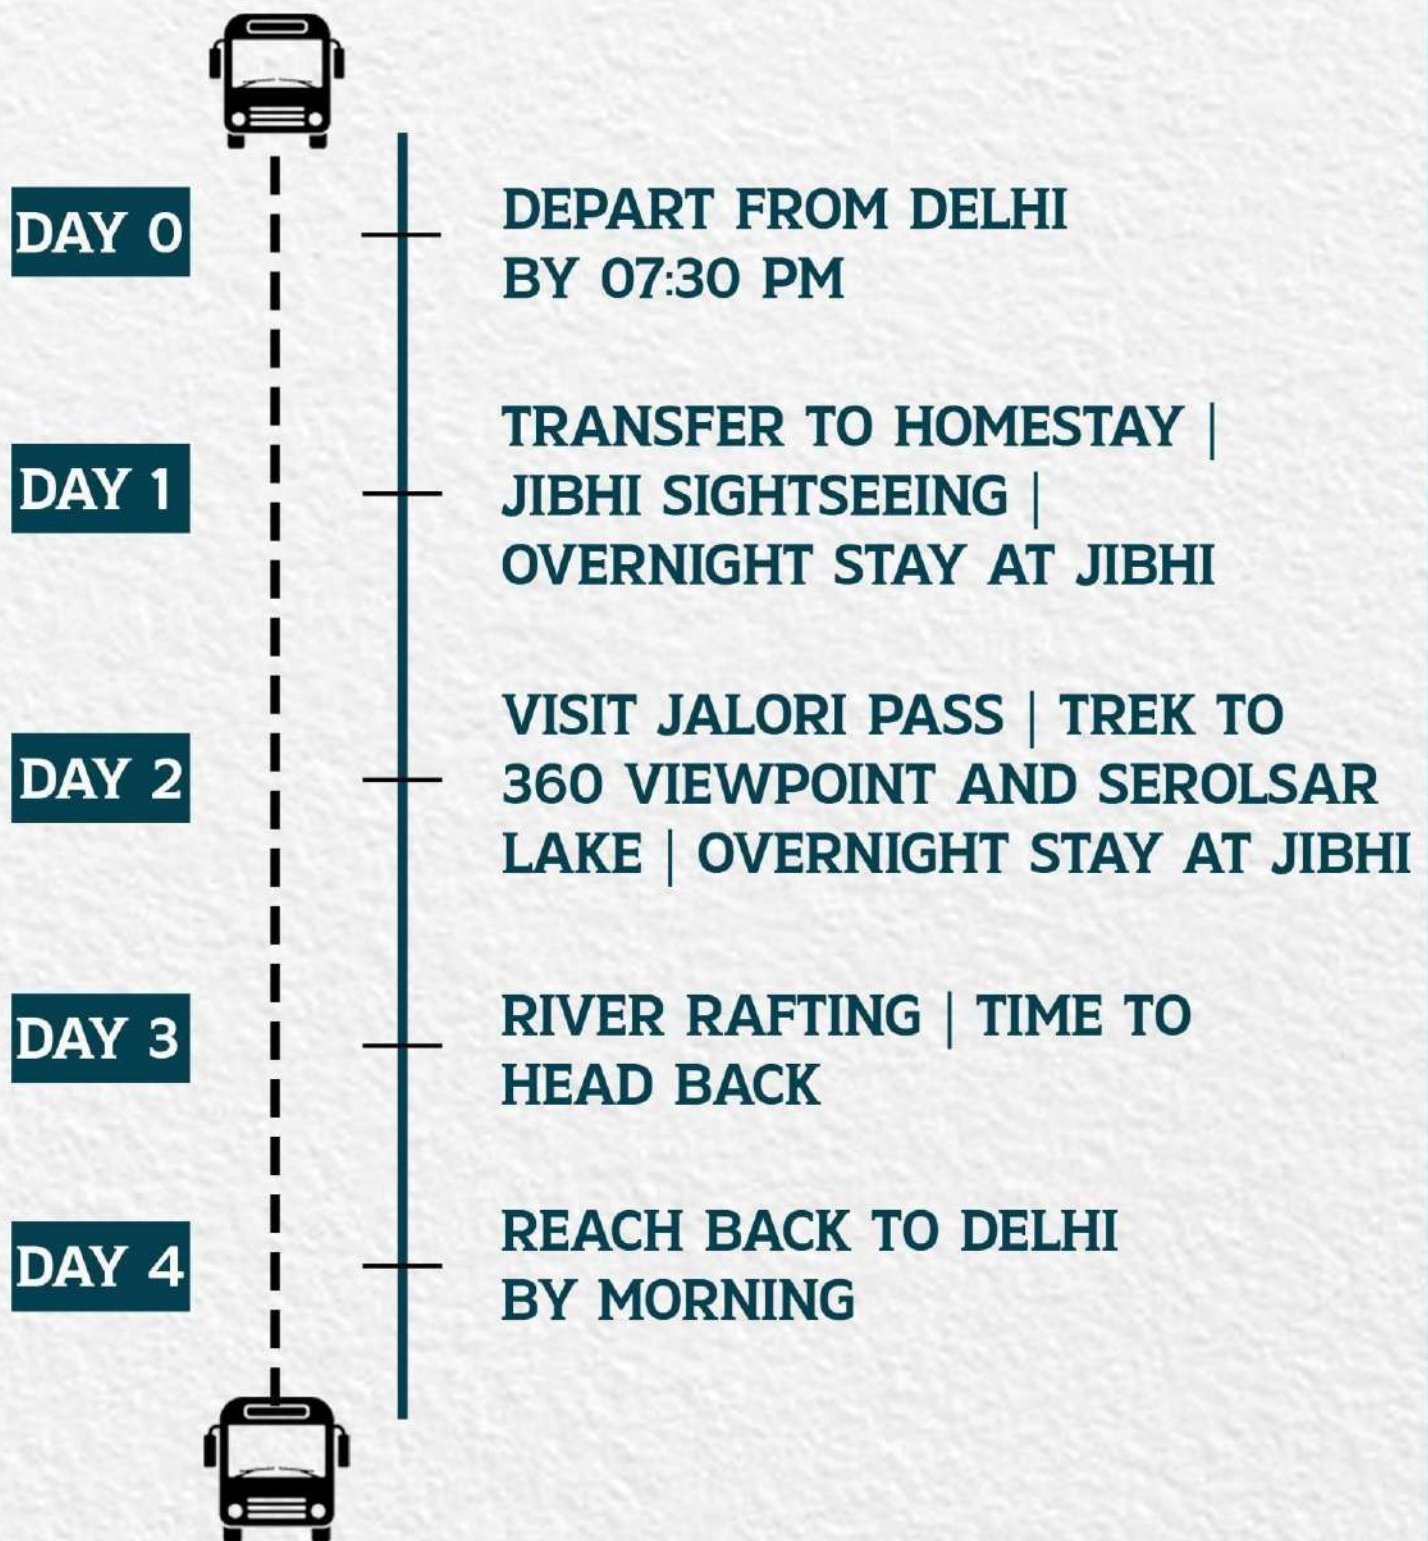 DAY 0
DEPART FROM DELHI
BY 07:30 PM
DAY 1
TRANSFER TO HOMESTAY |
JIBHI SIGHTSEEING |
OVERNIGHT STAY AT JIBHI
DAY 2
VISIT JALORI PASS | TREK TO
360 VIEWPOINT AND SEROLSAR
LAKE | OVERNIGHT STAY AT JIBHI
DAY 3
RIVER RAFTING | TIME TO
HEAD BACK
DAY 4
REACH BACK TO DELHI
BY MORNING